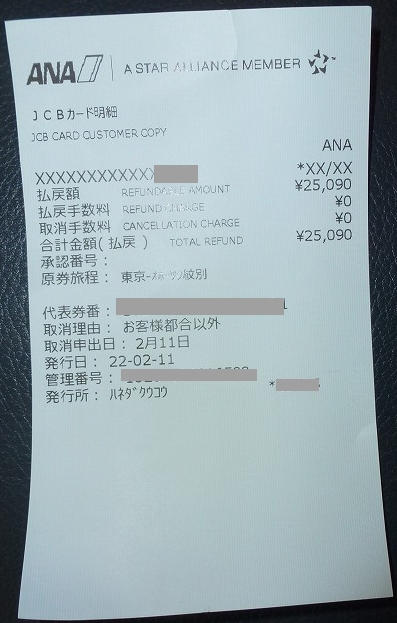 ANA
A STAR ALLIANCE MEMBER
JCBカード明細
JCB CARD CUSTOMER COPY
ANA
XXXXXXXXXXXX *XX/XX
払戻額 REFUNDABLE AMOUNT ¥25,090
払戻手数料 REFUND CHARGE ¥0
取消手数料 CANCELLATION CHARGE ¥0
合計金額(払戻) TOTAL REFUND ¥25,090
承認番号:
原券旅程: 東京-オホーツク紋別
代表券番: 1
取消理由: お客様都合以外
取消申出日: 2月11日
発行日: 22-02-11
管理番号: *
発行所: ハネダクウコウ